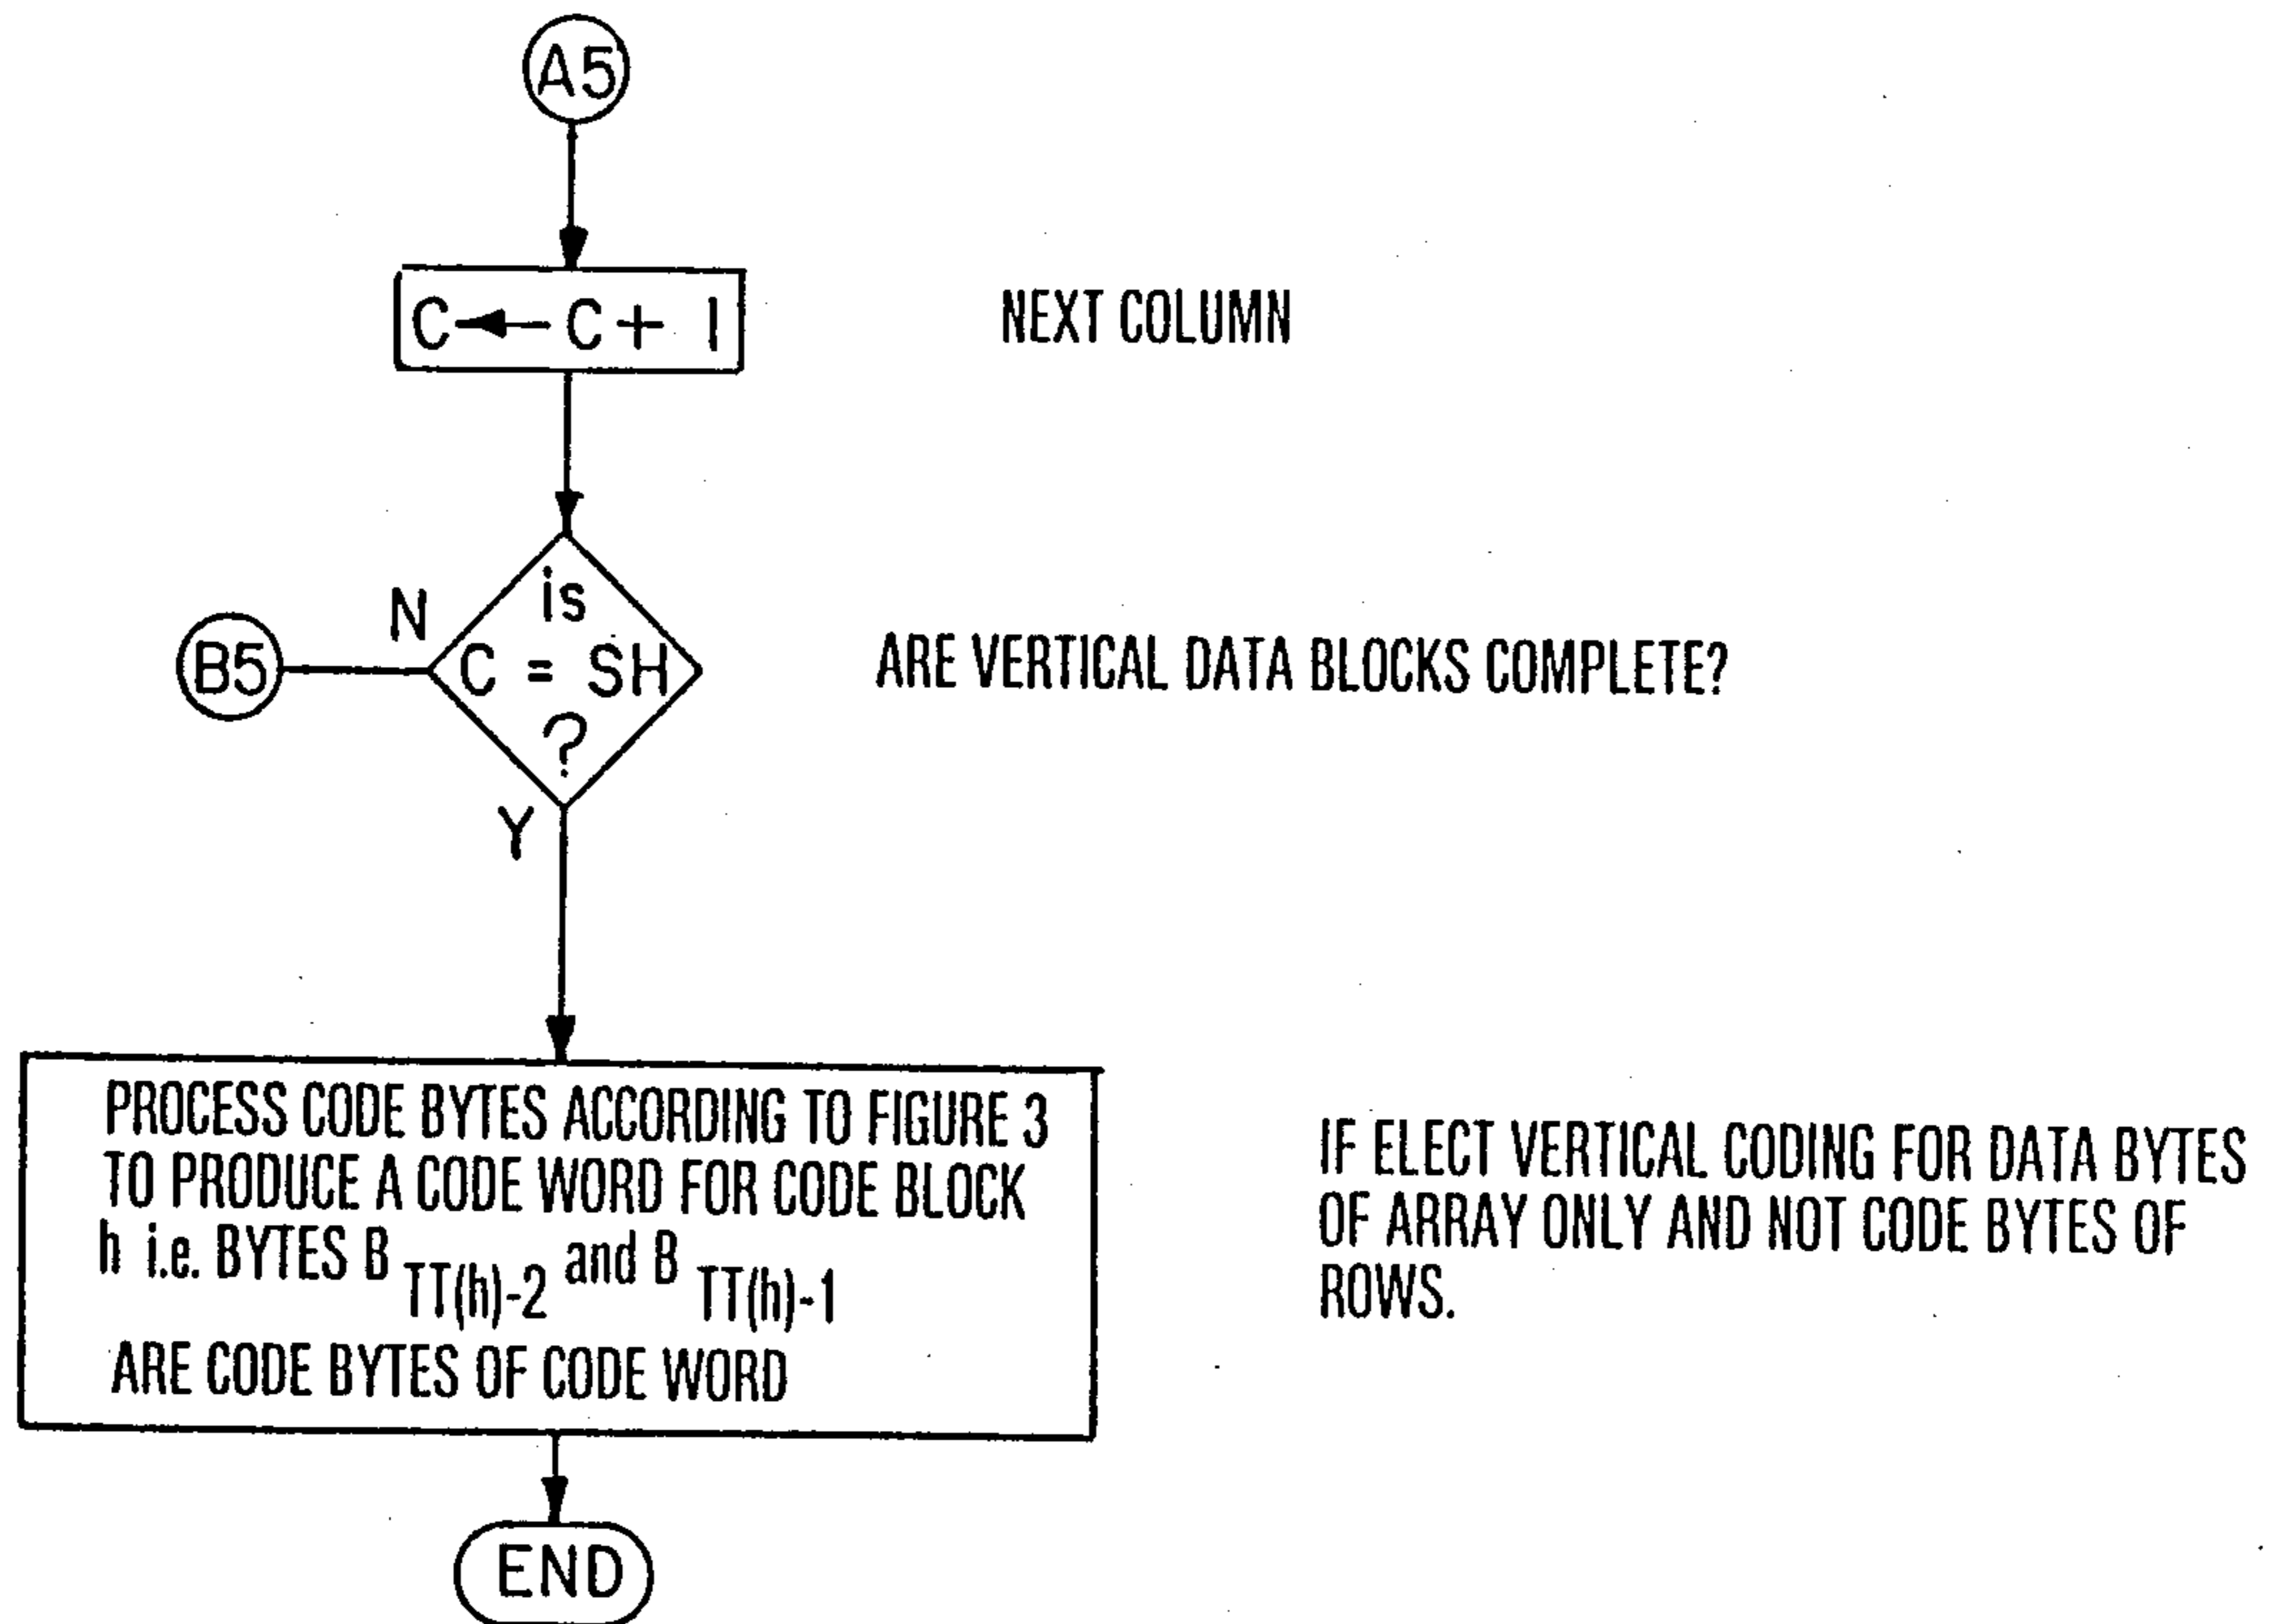 A5
C ← C + 1
NEXT COLUMN
N
is
B5
C = SH
?
ARE VERTICAL DATA BLOCKS COMPLETE?
Y
PROCESS CODE BYTES ACCORDING TO FIGURE 3
TO PRODUCE A CODE WORD FOR CODE BLOCK
h i.e. BYTES B TT(h)-2 and B TT(h)-1
ARE CODE BYTES OF CODE WORD
IF ELECT VERTICAL CODING FOR DATA BYTES
OF ARRAY ONLY AND NOT CODE BYTES OF
ROWS.
END